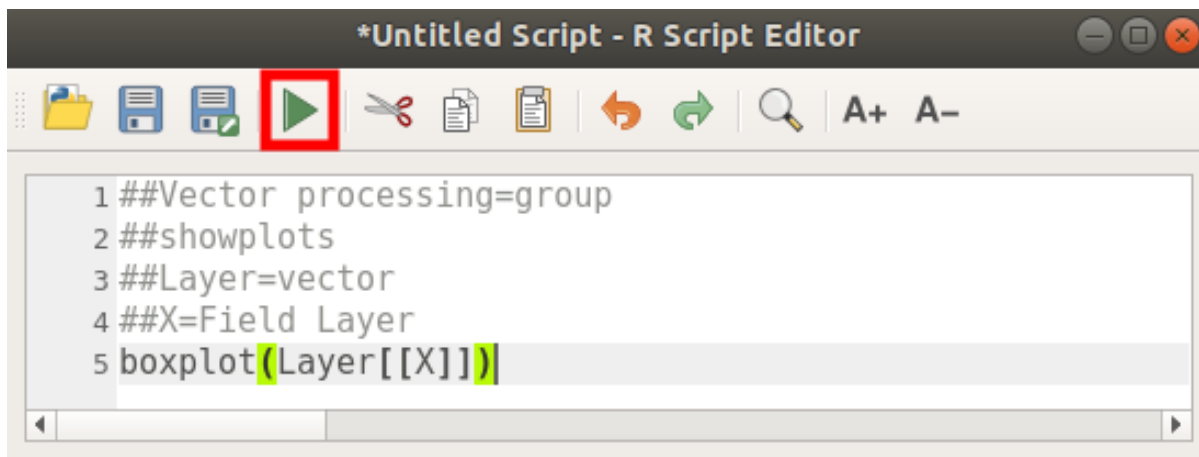 *Untitled Script - R Script Editor
A+ A-
1 ##Vector processing=group
2 ##showplots
3 ##Layer=vector
4 ##X=Field Layer
5 boxplot(Layer[[X]])